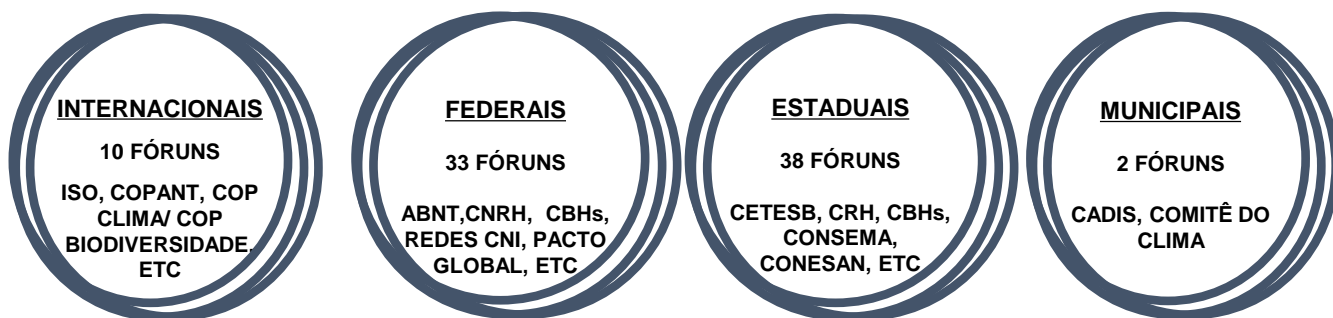 INTERNACIONAIS
10 FÓRUNS
ISO, COPANT, COP
CLIMA/ COP
BIODIVERSIDADE,
ETC
FEDERAIS
33 FÓRUNS
ABNT,CNRH, CBHs,
REDES CNI, PACTO
GLOBAL, ETC
ESTADUAIS
38 FÓRUNS
CETESB, CRH, CBHs,
CONSEMA,
CONESAN, ETC
MUNICIPAIS
2 FÓRUNS
CADIS, COMITÊ DO
CLIMA